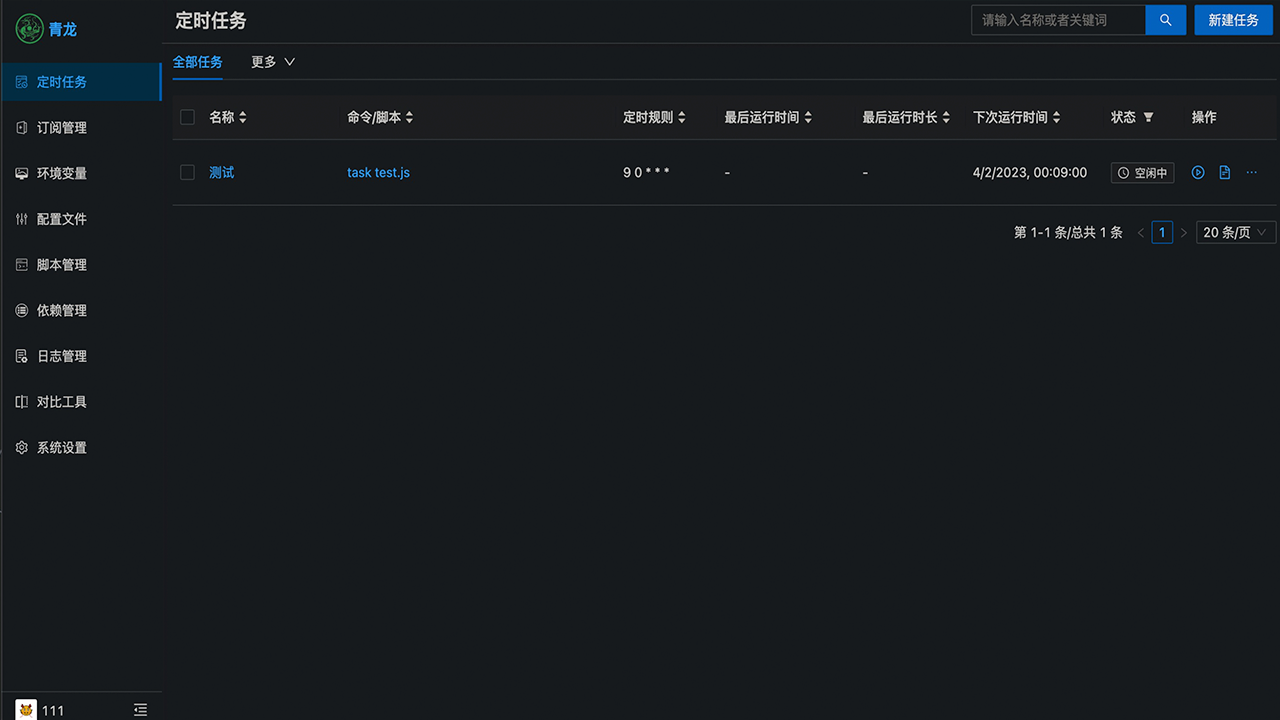 青龙
定时任务
请输入名称或者关键词
新建任务
全部任务 更多
定时任务
订阅管理
环境变量
配置文件
脚本管理
依赖管理
日志管理
对比工具
系统设置
名称 命令/脚本 定时规则 最后运行时间 最后运行时长 下次运行时间 状态 操作
测试 task test.js 9 0 * * * - - 4/2/2023, 00:09:00 空闲中 ...
第 1-1 条/总共 1 条 < 1 > 20 条/页
111